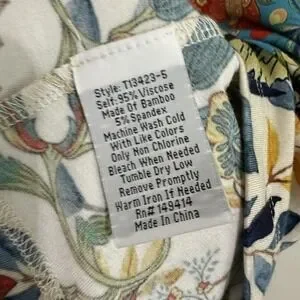 Style: T13423-5
Self: 95% Viscose
Made Of Bamboo
5% Spandex
Machine Wash Cold
With Like Colors
Only Non Chlorine
Bleach When Needed
Tumble Dry Low
Remove Promptly
Warm Iron If Needed
Rn# 149414
Made In China